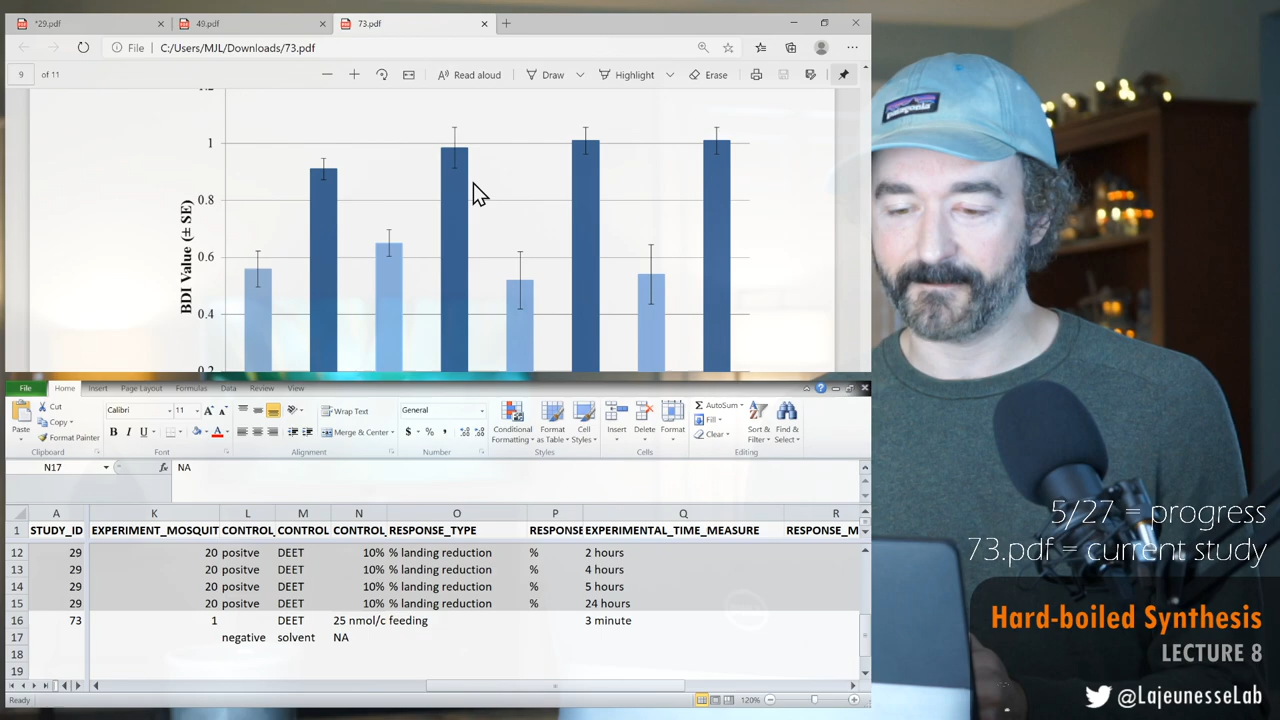 *29.pdf
49.pdf
73.pdf
File C:/Users/MJL/Downloads/73.pdf
9 of 11
Read aloud
Draw
Highlight
Erase
1
0.8
0.6
0.4
BDI Value (± SE)
patagonia
File Home Insert Page Layout Formulas Data Review View
Paste
Cut
Copy
Format Painter
Clipboard
Calibri 11
B I U
Font
Wrap Text
Merge & Center
Alignment
General
$ % ,
Number
Conditional Formatting
Format as Table
Cell Styles
Styles
Insert
Delete
Format
Cells
AutoSum
Fill
Clear
Sort & Filter
Find & Select
Editing
N17 fx NA
A K L M N O P Q R
1 STUDY_ID EXPERIMENT_MOSQUIT CONTROL_ CONTROL_ CONTROL_ RESPONSE_TYPE RESPONSE EXPERIMENTAL_TIME_MEASURE RESPONSE_M
12 29 20 positve DEET 10% % landing reduction % 2 hours
13 29 20 positve DEET 10% % landing reduction % 4 hours
14 29 20 positve DEET 10% % landing reduction % 5 hours
15 29 20 positve DEET 10% % landing reduction % 24 hours
16 73 1 DEET 25 nmol/c feeding 3 minute
17 negative solvent NA
18
19
Ready
120%
5/27 = progress
73.pdf = current study
Hard-boiled Synthesis
LECTURE 8
@LajeunesseLab